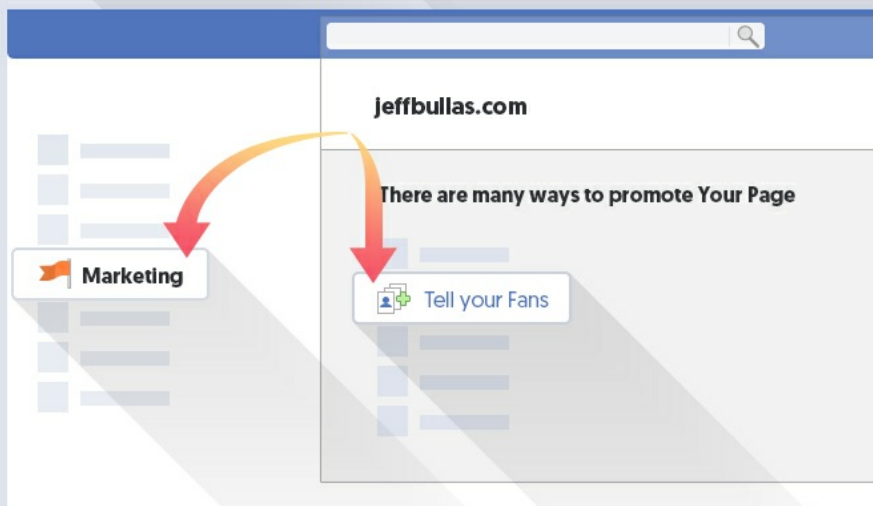 jeffbullas.com
There are many ways to promote Your Page
Marketing
Tell your Fans